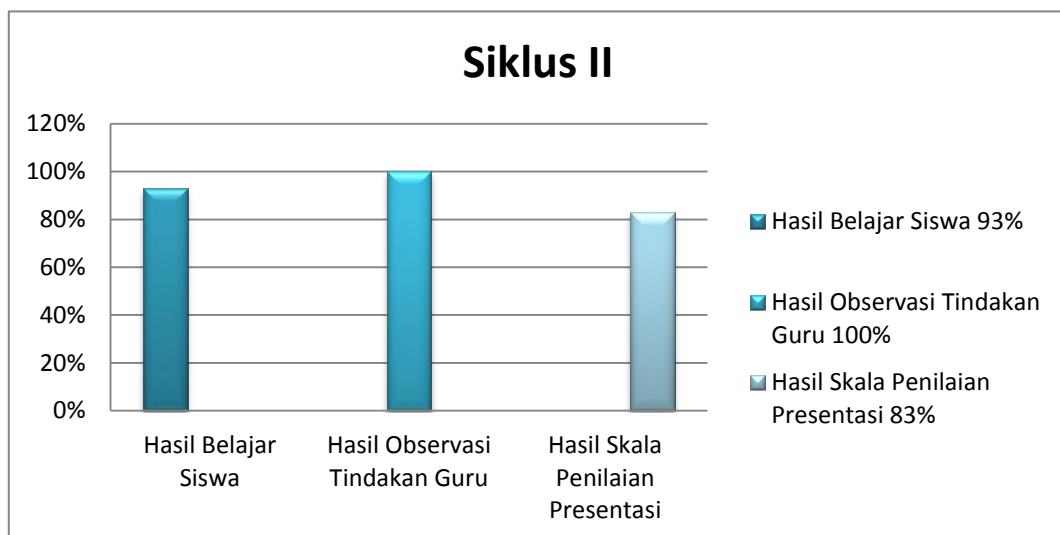 Siklus II
120%
100%
80%
60%
40%
20%
0%
Hasil Belajar
Siswa
Hasil Observasi
Tindakan Guru
Hasil Skala
Penilaian
Presentasi
Hasil Belajar Siswa 93%
Hasil Observasi Tindakan
Guru 100%
Hasil Skala Penilaian
Presentasi 83%